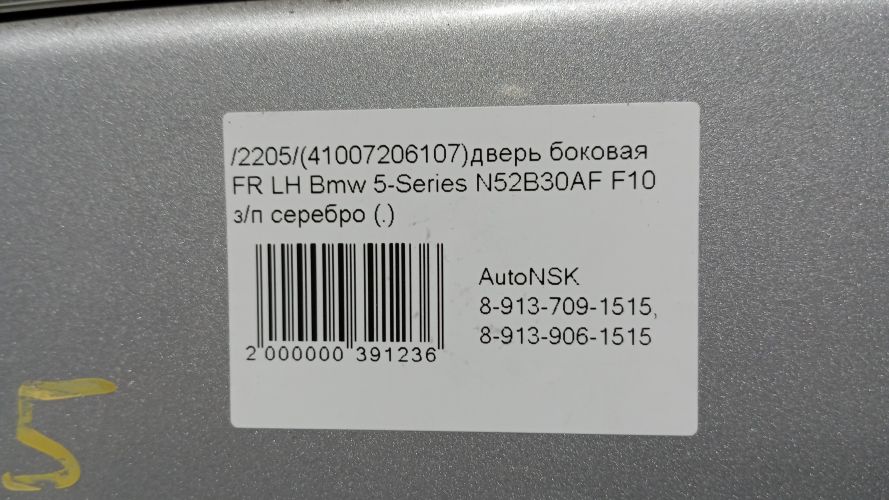 /2205/(41007206107)дверь боковая
FR LH Bmw 5-Series N52B30AF F10
з/п серебро (.)
AutoNSK
8-913-709-1515,
8-913-906-1515
2 000000 391236
5